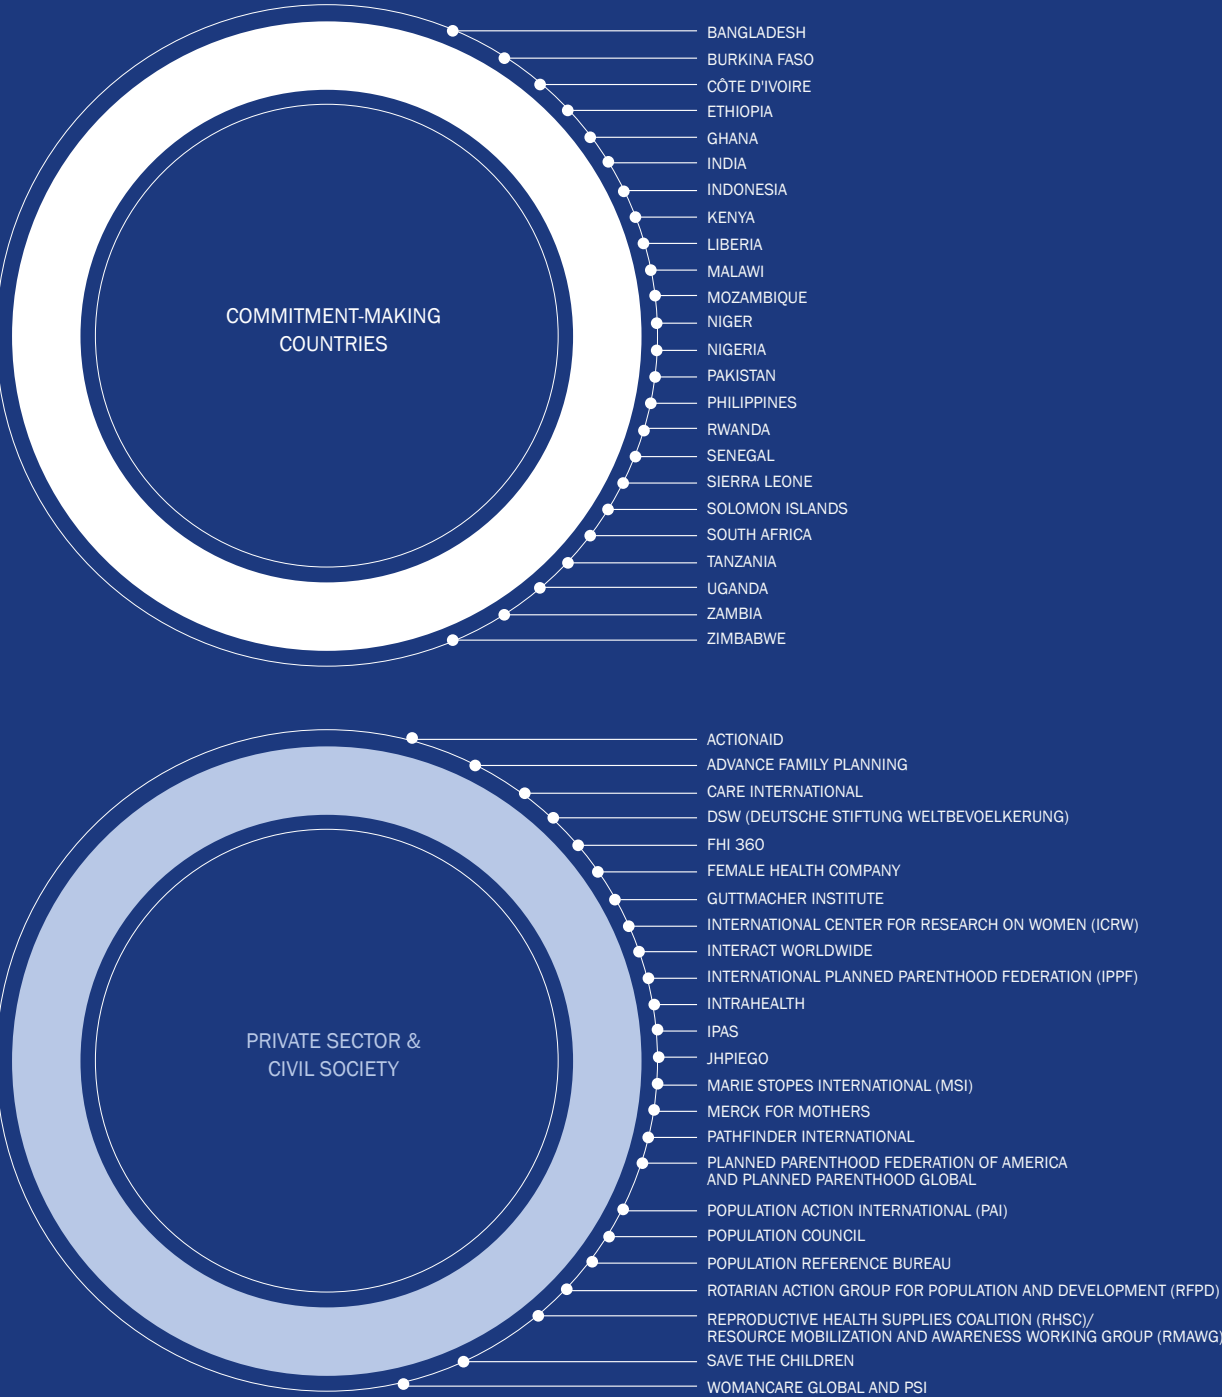 COMMITMENT-MAKING
COUNTRIES
BANGLADESH
BURKINA FASO
CÔTE D'IVOIRE
ETHIOPIA
GHANA
INDIA
INDONESIA
KENYA
LIBERIA
MALAWI
MOZAMBIQUE
NIGER
NIGERIA
PAKISTAN
PHILIPPINES
RWANDA
SENEGAL
SIERRA LEONE
SOLOMON ISLANDS
SOUTH AFRICA
TANZANIA
UGANDA
ZAMBIA
ZIMBABWE
PRIVATE SECTOR &
CIVIL SOCIETY
ACTIONAID
ADVANCE FAMILY PLANNING
CARE INTERNATIONAL
DSW (DEUTSCHE STIFTUNG WELTBEVOELKERUNG)
FHI 360
FEMALE HEALTH COMPANY
GUTTMACHER INSTITUTE
INTERNATIONAL CENTER FOR RESEARCH ON WOMEN (ICRW)
INTERACT WORLDWIDE
INTERNATIONAL PLANNED PARENTHOOD FEDERATION (IPPF)
INTRAHEALTH
IPAS
JHPIEGO
MARIE STOPES INTERNATIONAL (MSI)
MERCK FOR MOTHERS
PATHFINDER INTERNATIONAL
PLANNED PARENTHOOD FEDERATION OF AMERICA
AND PLANNED PARENTHOOD GLOBAL
POPULATION ACTION INTERNATIONAL (PAI)
POPULATION COUNCIL
POPULATION REFERENCE BUREAU
ROTARIAN ACTION GROUP FOR POPULATION AND DEVELOPMENT (RFPD)
REPRODUCTIVE HEALTH SUPPLIES COALITION (RHSC)/
RESOURCE MOBILIZATION AND AWARENESS WORKING GROUP (RMAWG)
SAVE THE CHILDREN
WOMANCARE GLOBAL AND PSI